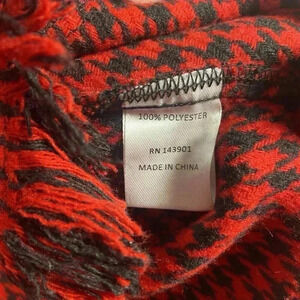 100% POLYESTER
RN 143901
MADE IN CHINA